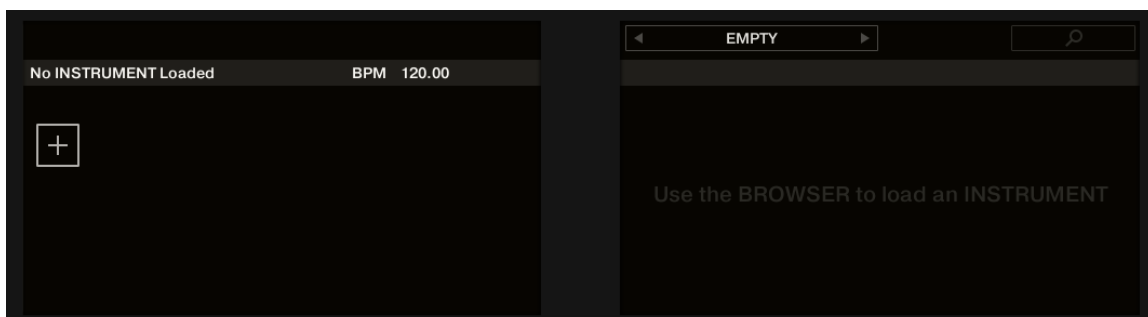 EMPTY
No INSTRUMENT Loaded BPM 120.00
Use the BROWSER to load an INSTRUMENT